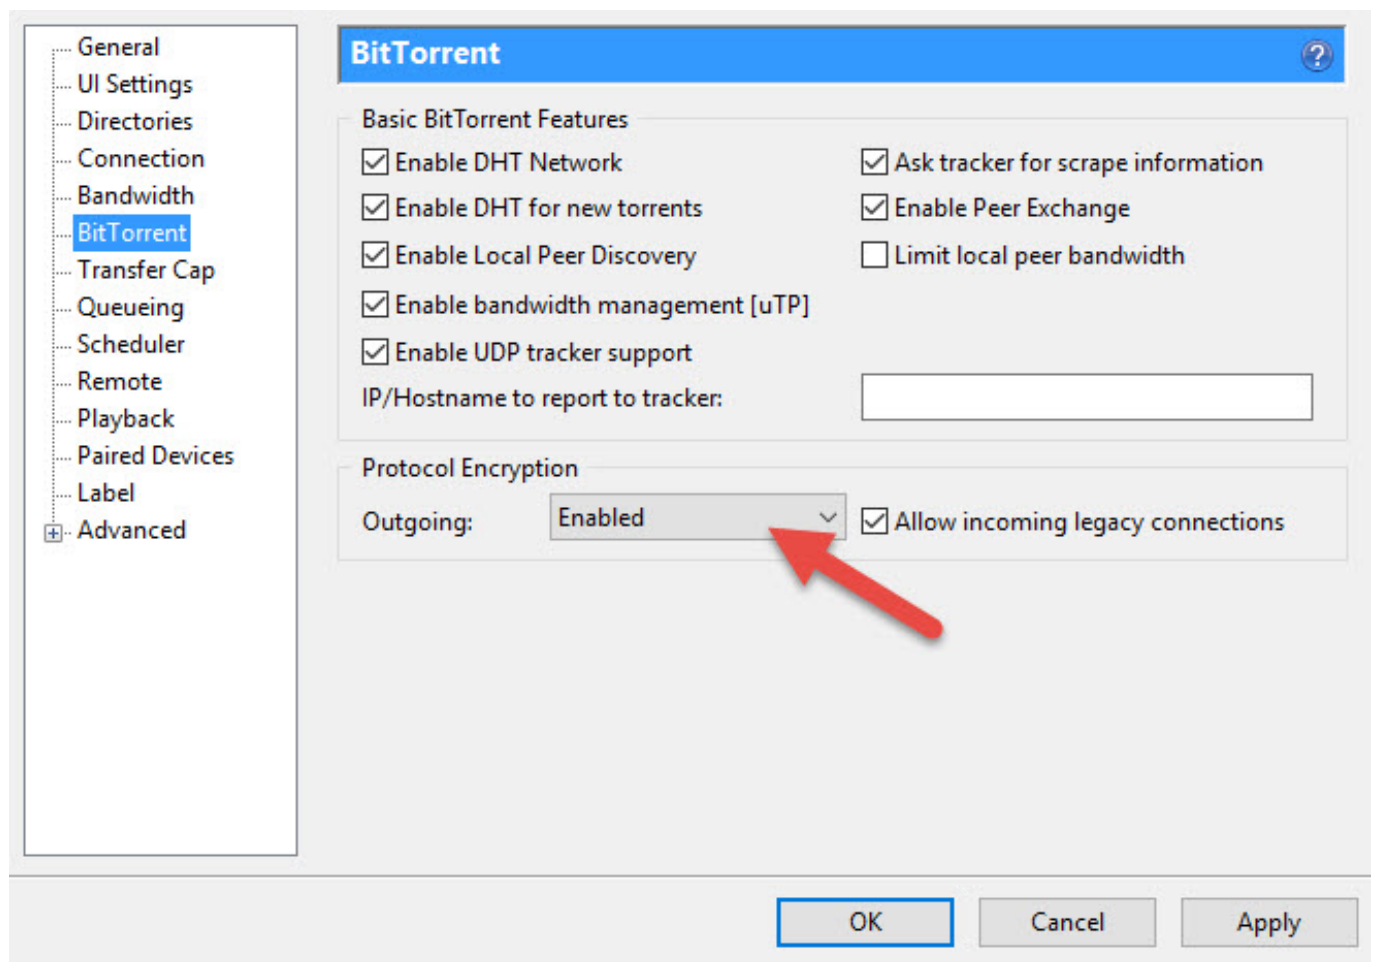 General
UI Settings
Directories
Connection
Bandwidth
BitTorrent
Transfer Cap
Queueing
Scheduler
Remote
Playback
Paired Devices
Label
Advanced
BitTorrent
Basic BitTorrent Features
Enable DHT Network
Ask tracker for scrape information
Enable DHT for new torrents
Enable Peer Exchange
Enable Local Peer Discovery
Limit local peer bandwidth
Enable bandwidth management [uTP]
Enable UDP tracker support
IP/Hostname to report to tracker:
Protocol Encryption
Outgoing: Enabled
Allow incoming legacy connections
OK Cancel Apply